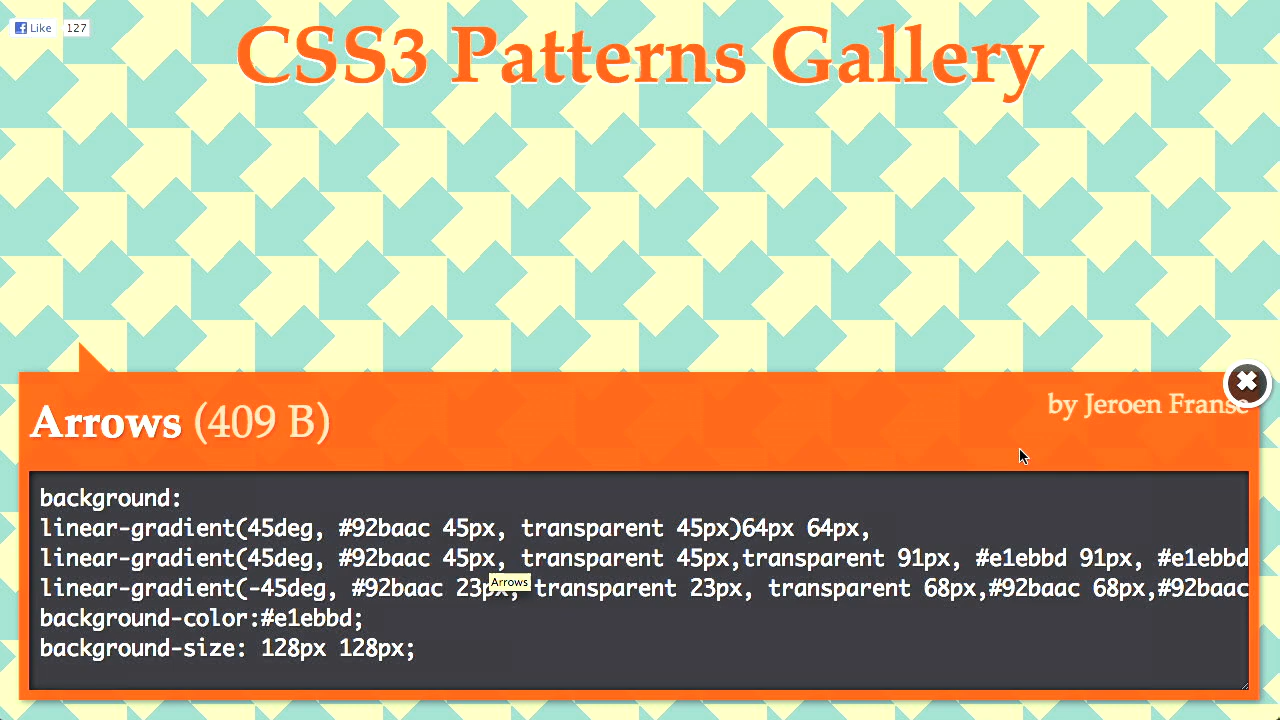 Like 127
CSS3 Patterns Gallery
Arrows (409 B)
by Jeroen Franse
background:
linear-gradient(45deg, #92baac 45px, transparent 45px)64px 64px,
linear-gradient(45deg, #92baac 45px, transparent 45px,transparent 91px, #e1ebbd 91px, #e1ebbd
linear-gradient(-45deg, #92baac 23px, transparent 23px, transparent 68px,#92baac 68px,#92baac
Arrows
background-color:#e1ebbd;
background-size: 128px 128px;